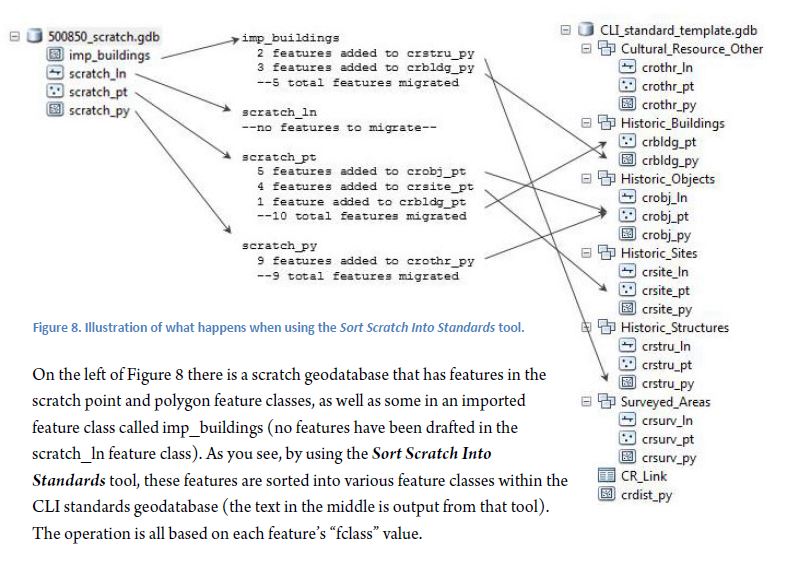 500850_scratch.gdb
imp_buildings
scratch_ln
scratch_pt
scratch_py
imp_buildings
2 features added to crstru_py
3 features added to crbldg_py
--5 total features migrated
scratch_ln
--no features to migrate--
scratch_pt
5 features added to crobj_pt
4 features added to crsite_pt
1 feature added to crbldg_pt
--10 total features migrated
scratch_py
9 features added to crothr_py
--9 total features migrated
CLI_standard_template.gdb
Cultural_Resource_Other
crothr_ln
crothr_pt
crothr_py
Historic_Buildings
crbldg_pt
crbldg_py
Historic_Objects
crobj_ln
crobj_pt
crobj_py
Historic_Sites
crsite_ln
crsite_pt
crsite_py
Historic_Structures
crstru_ln
crstru_pt
crstru_py
Surveyed_Areas
crsurv_ln
crsurv_pt
crsurv_py
CR_Link
crdist_py
Figure 8. Illustration of what happens when using the Sort Scratch Into Standards tool.
On the left of Figure 8 there is a scratch geodatabase that has features in the
scratch point and polygon feature classes, as well as some in an imported
feature class called imp_buildings (no features have been drafted in the
scratch_ln feature class). As you see, by using the Sort Scratch Into
Standards tool, these features are sorted into various feature classes within the
CLI standards geodatabase (the text in the middle is output from that tool).
The operation is all based on each feature's “fclass” value.